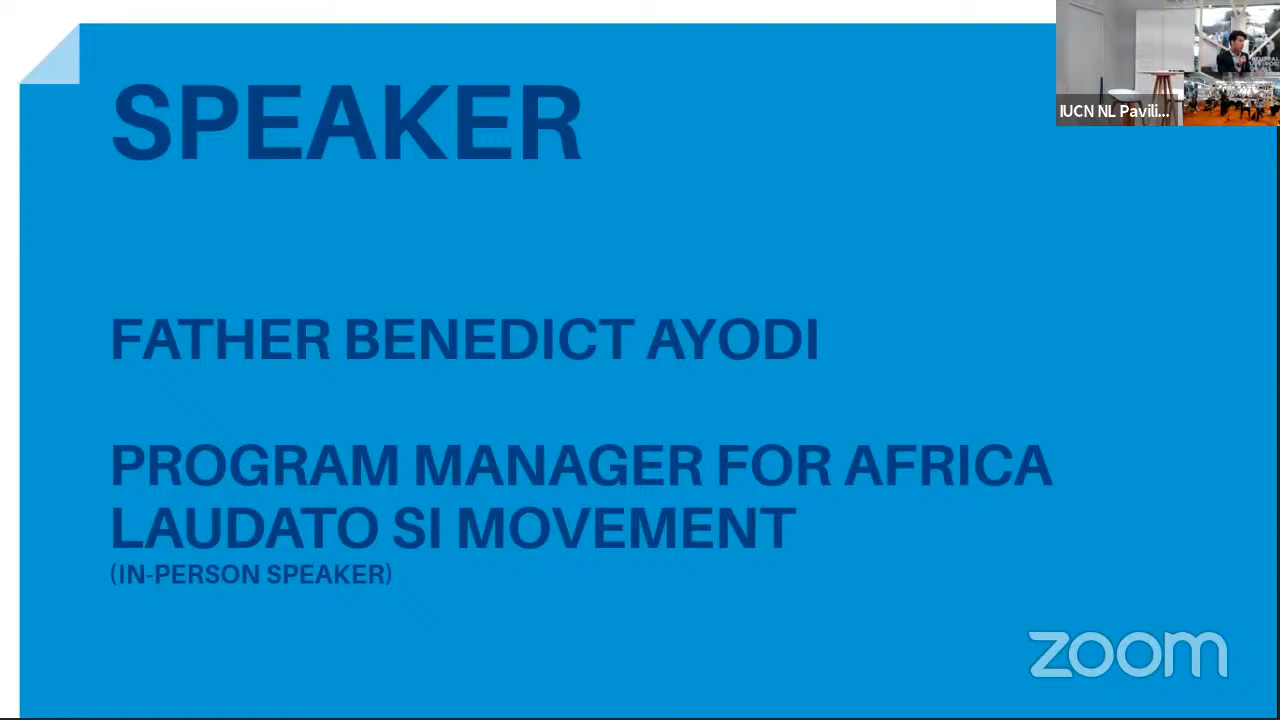 SPEAKER
IUCN NL Pavili...
FATHER BENEDICT AYODI
PROGRAM MANAGER FOR AFRICA
LAUDATO SI MOVEMENT
(IN-PERSON SPEAKER)
zoom